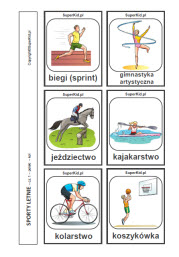 SuperKid.pl
biegi (sprint)
SuperKid.pl
gimnastyka
artystyczna
SuperKid.pl
jeździectwo
SuperKid.pl
kajakarstwo
SuperKid.pl
kolarstwo
SuperKid.pl
koszykówka
SPORTY LETNIE